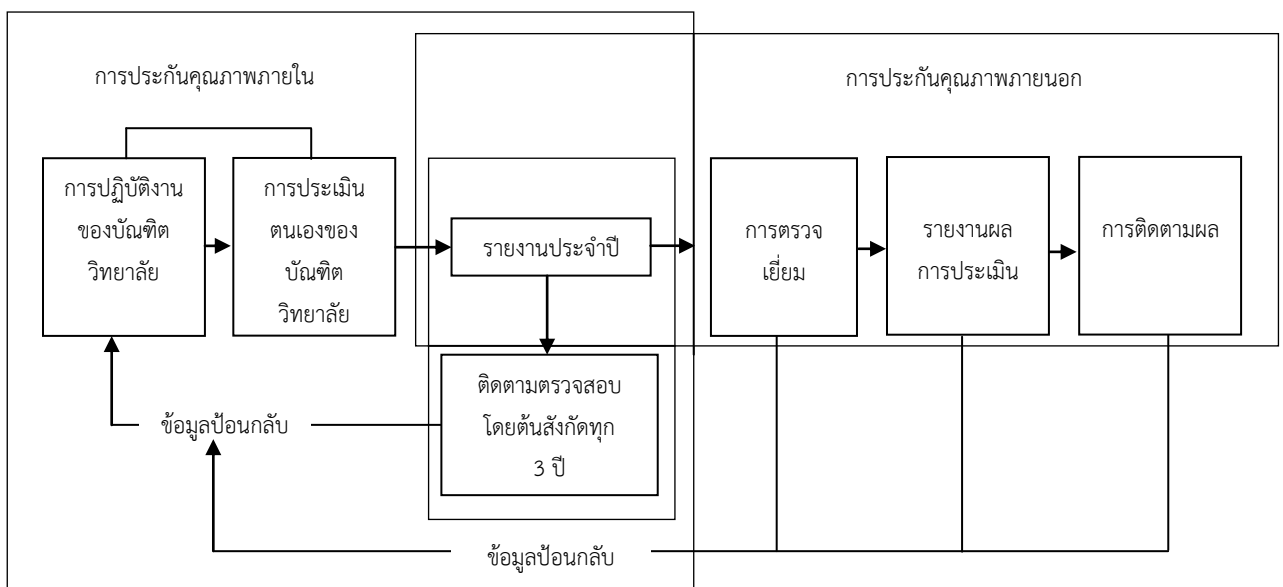 การประกันคุณภาพภายใน
การประกันคุณภาพภายนอก
การปฏิบัติงาน
ของบัณฑิต
วิทยาลัย
การประเมิน
ตนเองของ
บัณฑิต
วิทยาลัย
รายงานประจำปี
การตรวจ
เยี่ยม
รายงานผล
การประเมิน
การติดตามผล
ติดตามตรวจสอบ
โดยต้นสังกัดทุก
3 ปี
ข้อมูลป้อนกลับ
ข้อมูลป้อนกลับ